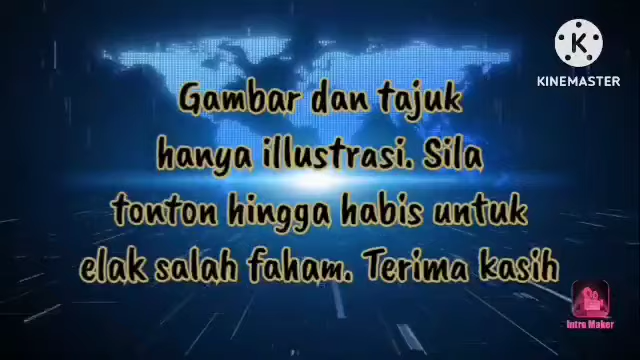 KINEMASTER
Gambar dan tajuk
hanya illustrasi. Sila
tonton hingga habis untuk
elak salah faham. Terima kasih
Intro Maker